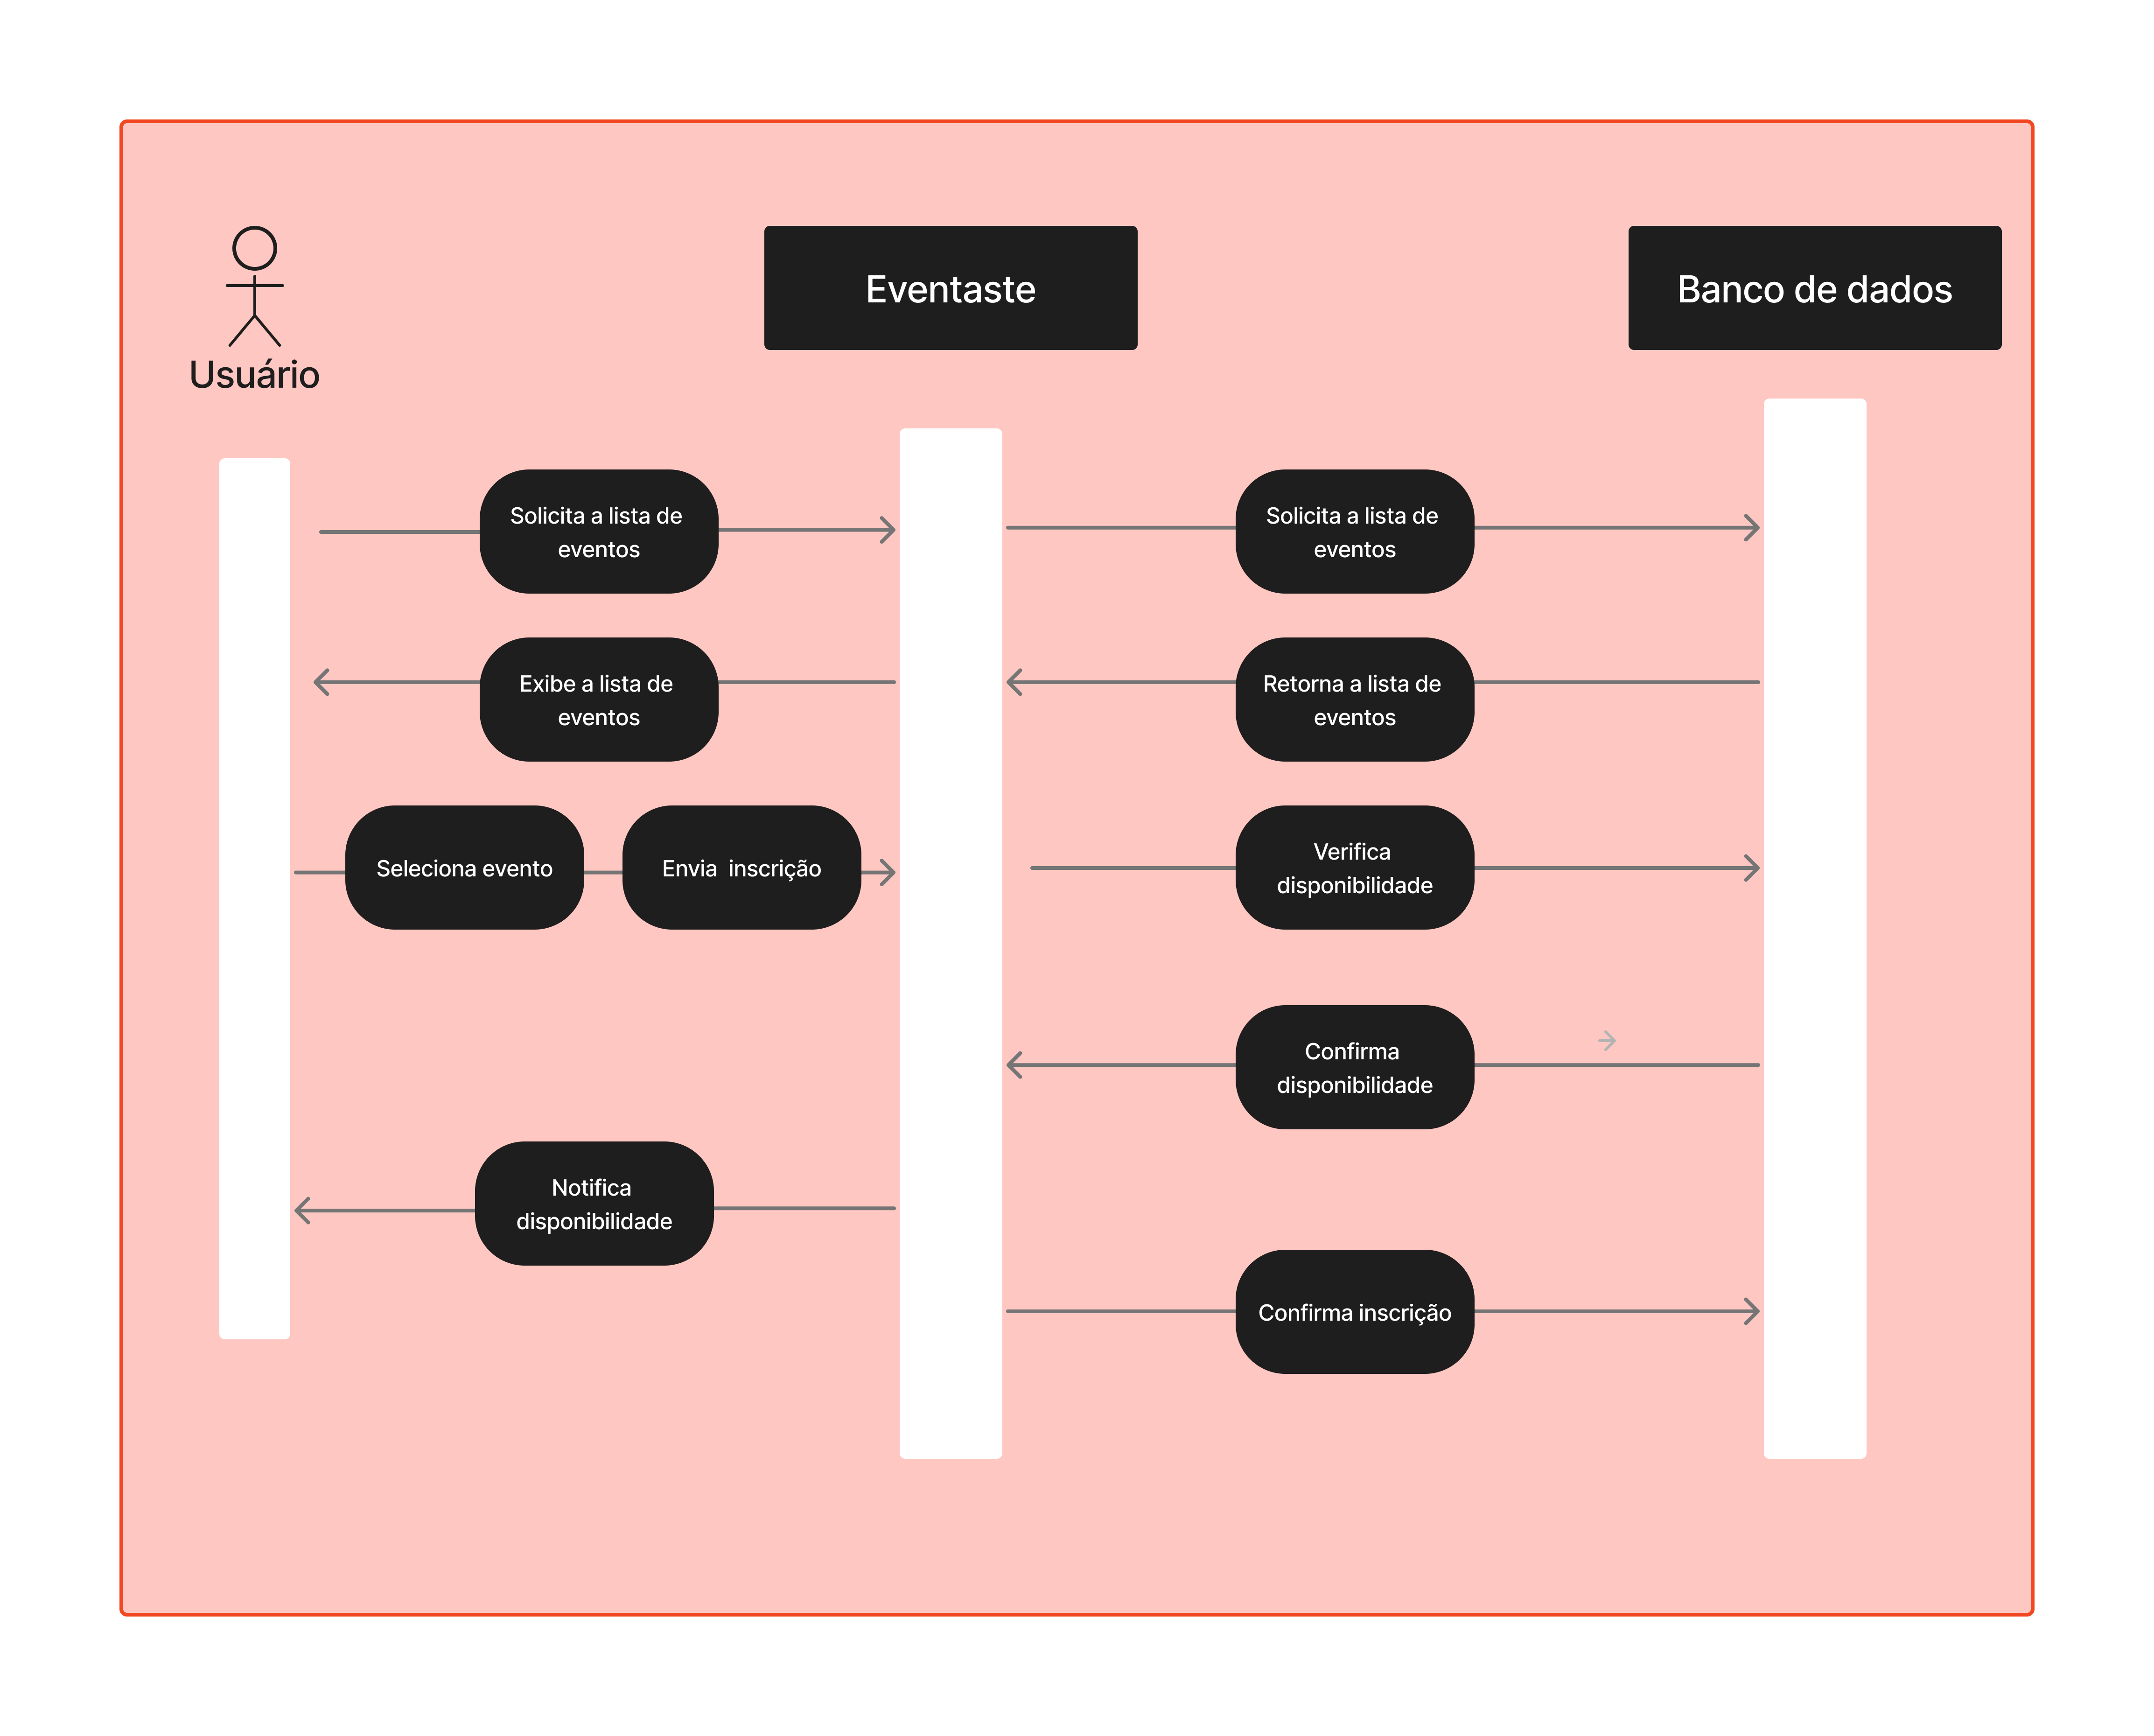 Usuário
Eventaste
Banco de dados
Solicita a lista de
eventos
Solicita a lista de
eventos
Exibe a lista de
eventos
Retorna a lista de
eventos
Seleciona evento
Envia  inscrição
Verifica
disponibilidade
Confirma
disponibilidade
Notifica
disponibilidade
Confirma inscrição